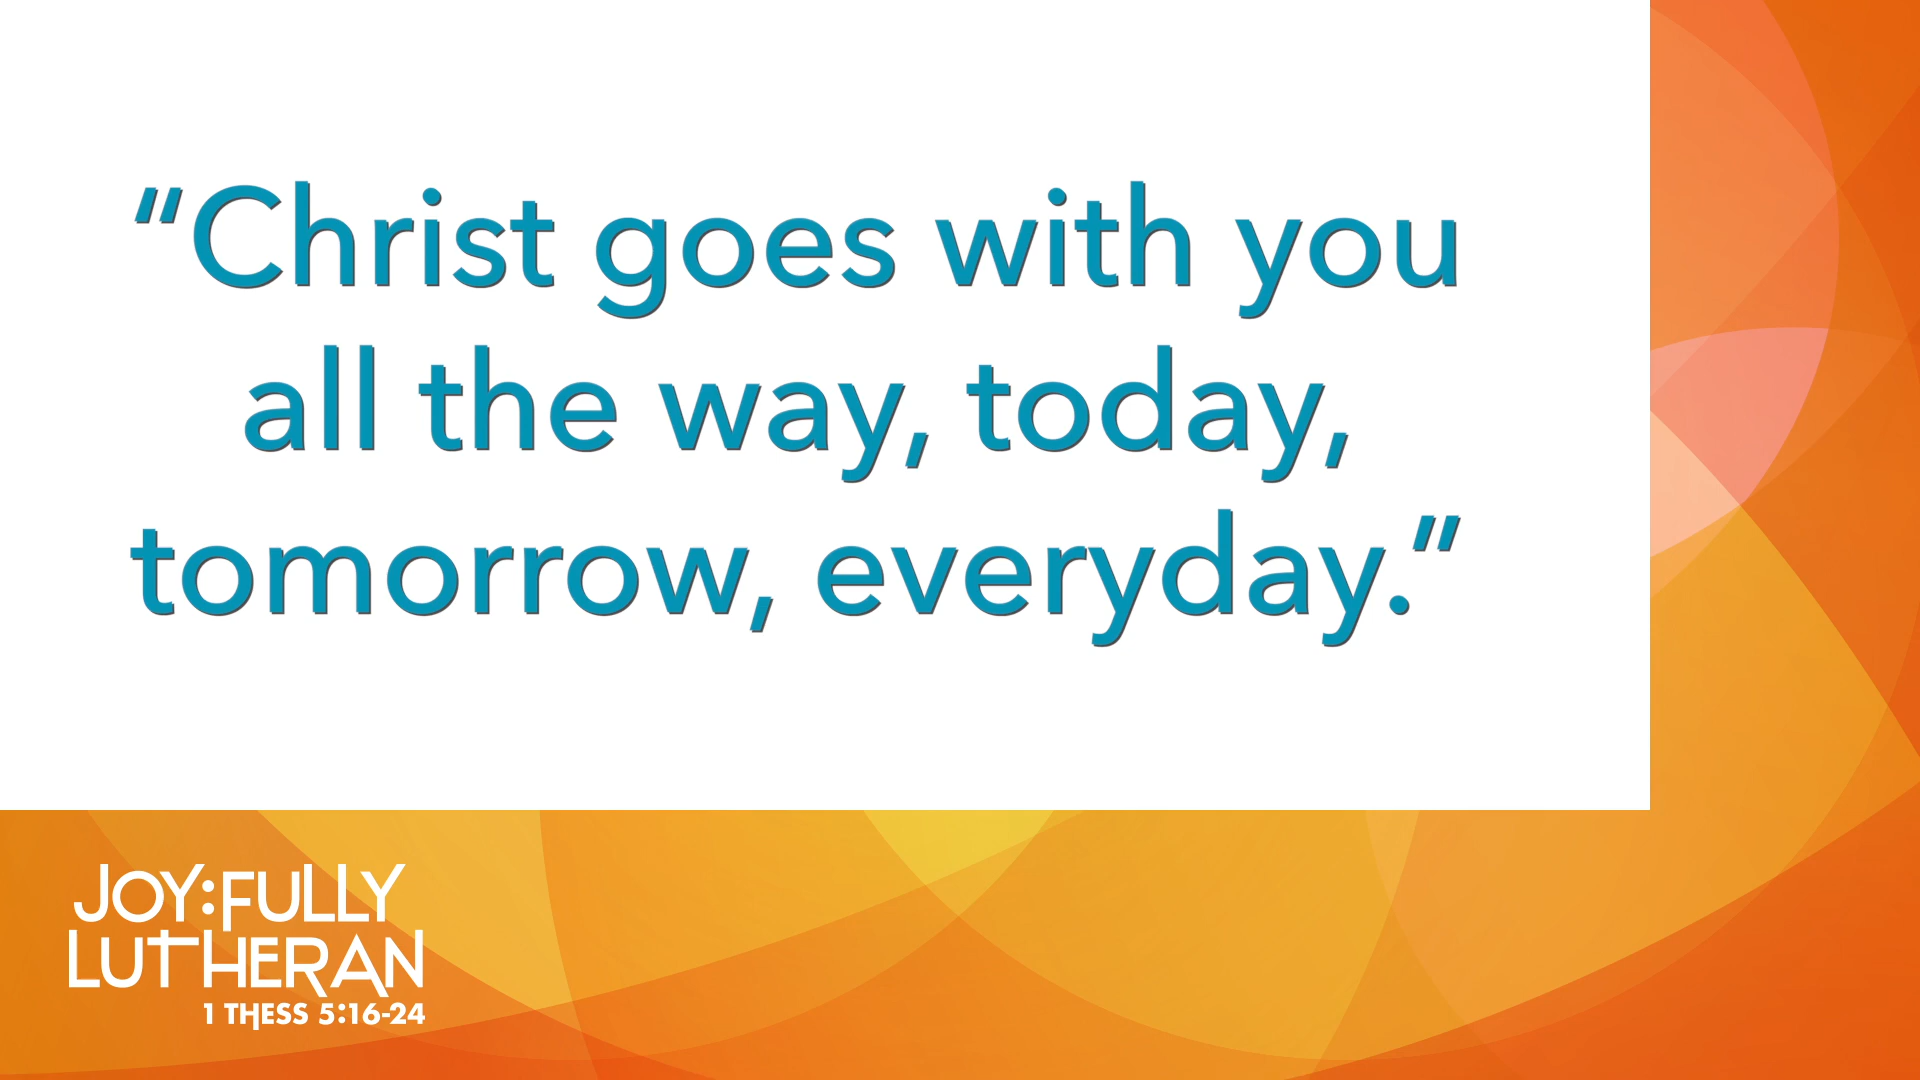 “Christ goes with you
all the way, today,
tomorrow, everyday.”
JOY:FULLY
LUTHERAN
1 THESS 5:16-24